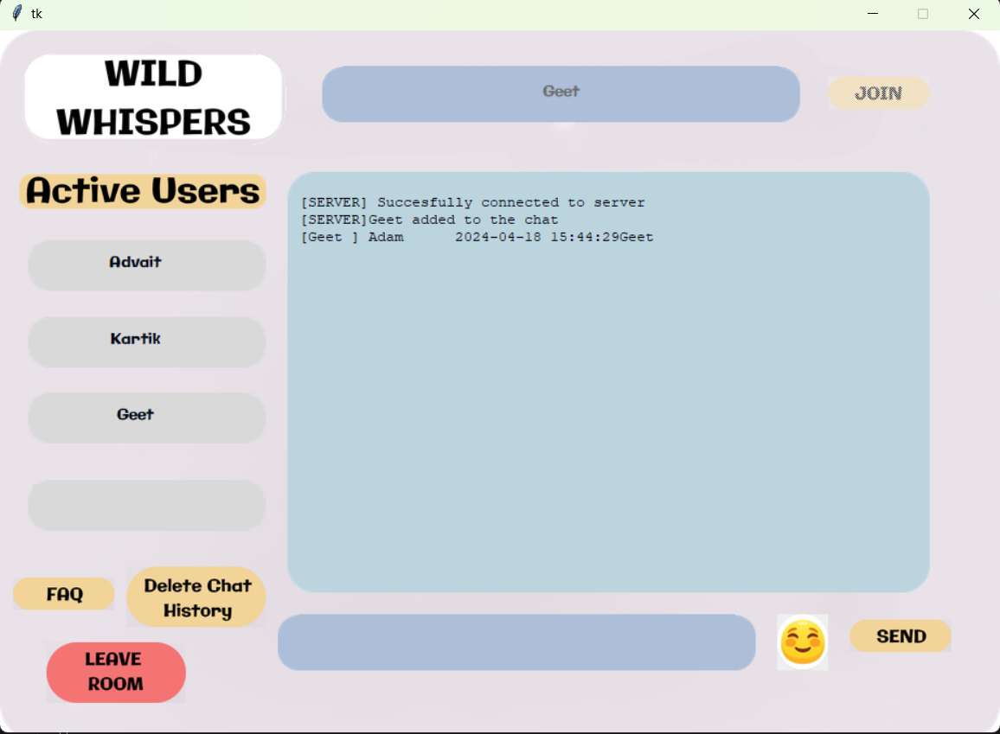 tk
WILD
WHISPERS
Geet
JOIN
Active Users
Advait
Kartik
Geet
[SERVER] Succesfully connected to server
[SERVER]Geet added to the chat
[Geet ] Adam      2024-04-18 15:44:29Geet
FAQ
Delete Chat
History
LEAVE
ROOM
SEND